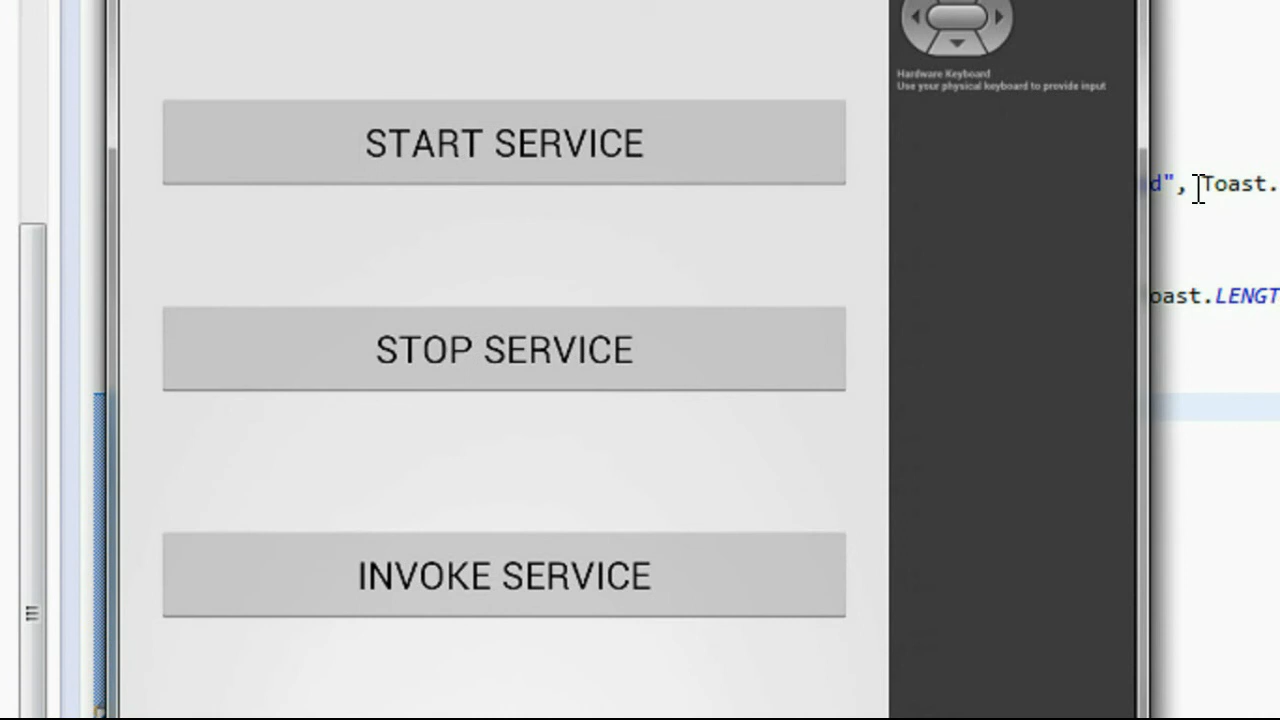 Hardware Keyboard
Use your physical keyboard to provide input
START SERVICE
d", Toast.
STOP SERVICE
oast.LENGT
INVOKE SERVICE